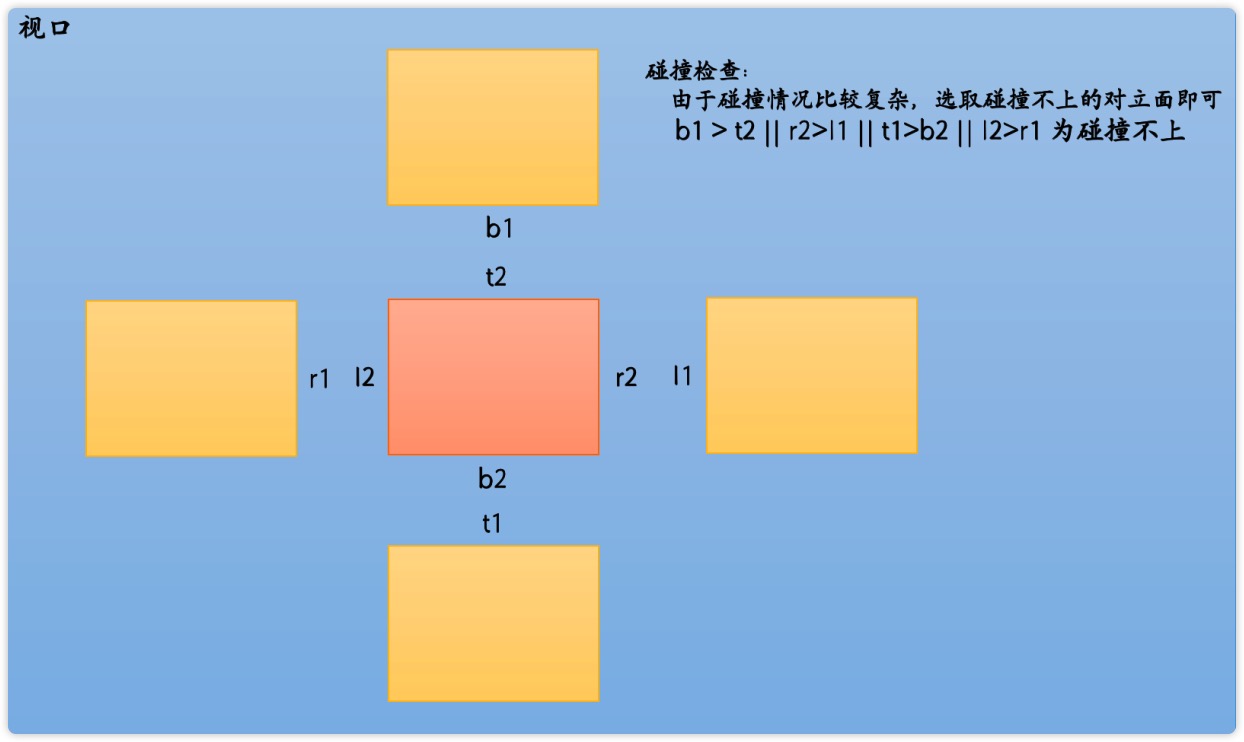 视口
碰撞检查：
由于碰撞情况比较复杂，选取碰撞不上的对立面即可
b1 > t2 || r2>l1 || t1>b2 || l2>r1 为碰撞不上
b1
t2
r1 l2 r2 l1
b2
t1